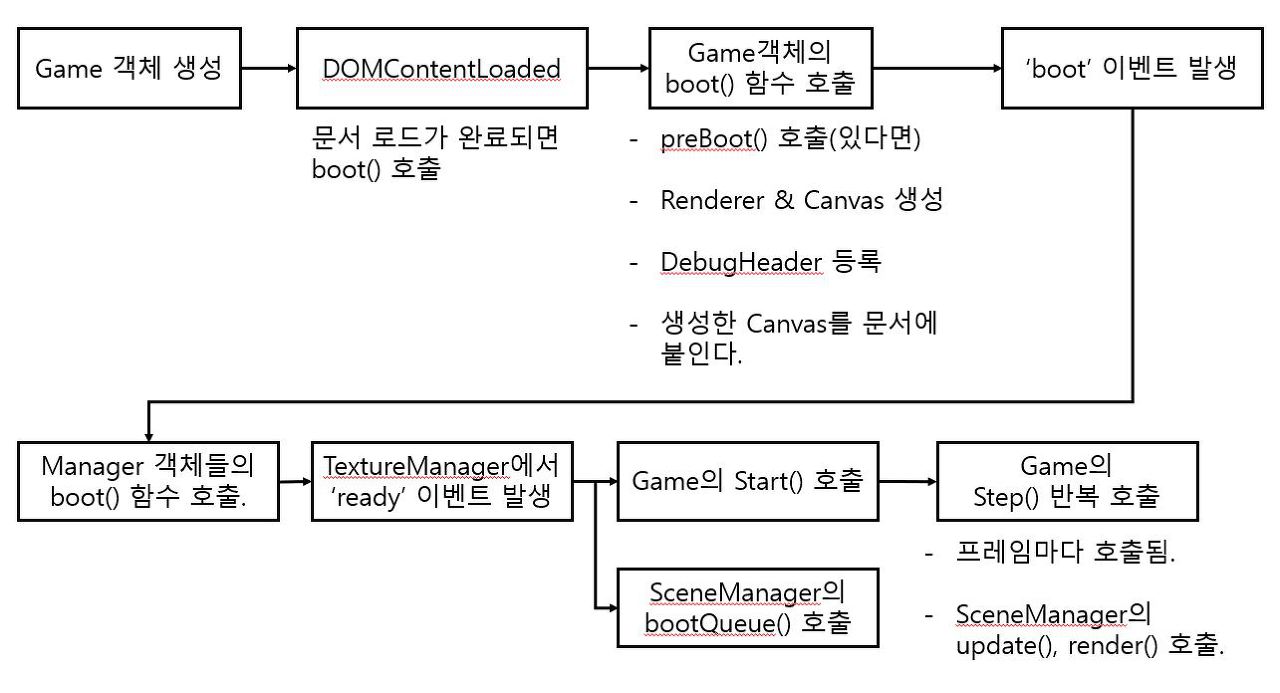 Game 객체 생성
DOMContentLoaded
Game객체의
boot() 함수 호출
‘boot’ 이벤트 발생
문서 로드가 완료되면
boot() 호출
- preBoot() 호출(있다면)
- Renderer & Canvas 생성
- DebugHeader 등록
- 생성한 Canvas를 문서에
붙인다.
Manager 객체들의
boot() 함수 호출.
TextureManager에서
‘ready’ 이벤트 발생
Game의 Start() 호출
Game의
Step() 반복 호출
SceneManager의
bootQueue() 호출
- 프레임마다 호출됨.
- SceneManager의
update(), render() 호출.